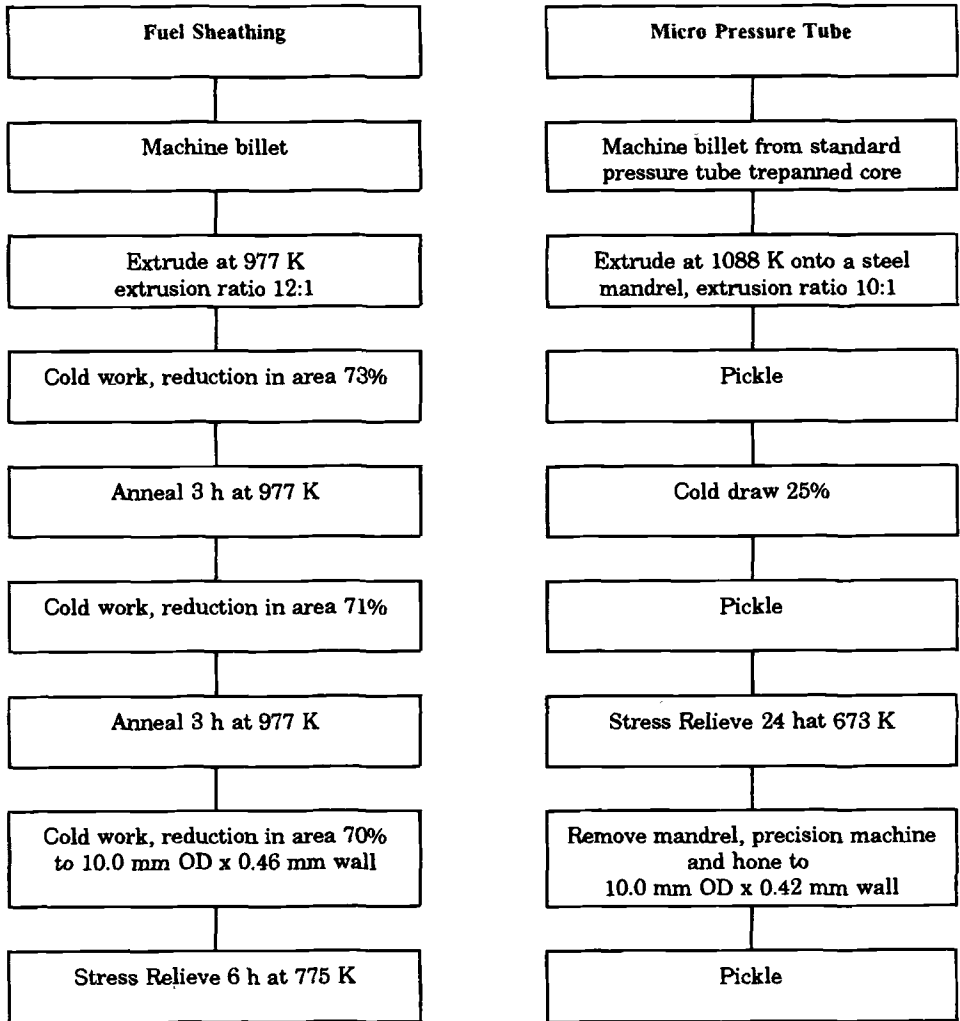 Fuel Sheathing
Machine billet
Extrude at 977 K
extrusion ratio 12:1
Cold work, reduction in area 73%
Anneal 3 h at 977 K
Cold work, reduction in area 71%
Anneal 3 h at 977 K
Cold work, reduction in area 70%
to 10.0 mm OD x 0.46 mm wall
Stress Relieve 6 h at 775 K
Micro Pressure Tube
Machine billet from standard
pressure tube trepanned core
Extrude at 1088 K onto a steel
mandrel, extrusion ratio 10:1
Pickle
Cold draw 25%
Pickle
Stress Relieve 24 hat 673 K
Remove mandrel, precision machine
and hone to
10.0 mm OD x 0.42 mm wall
Pickle